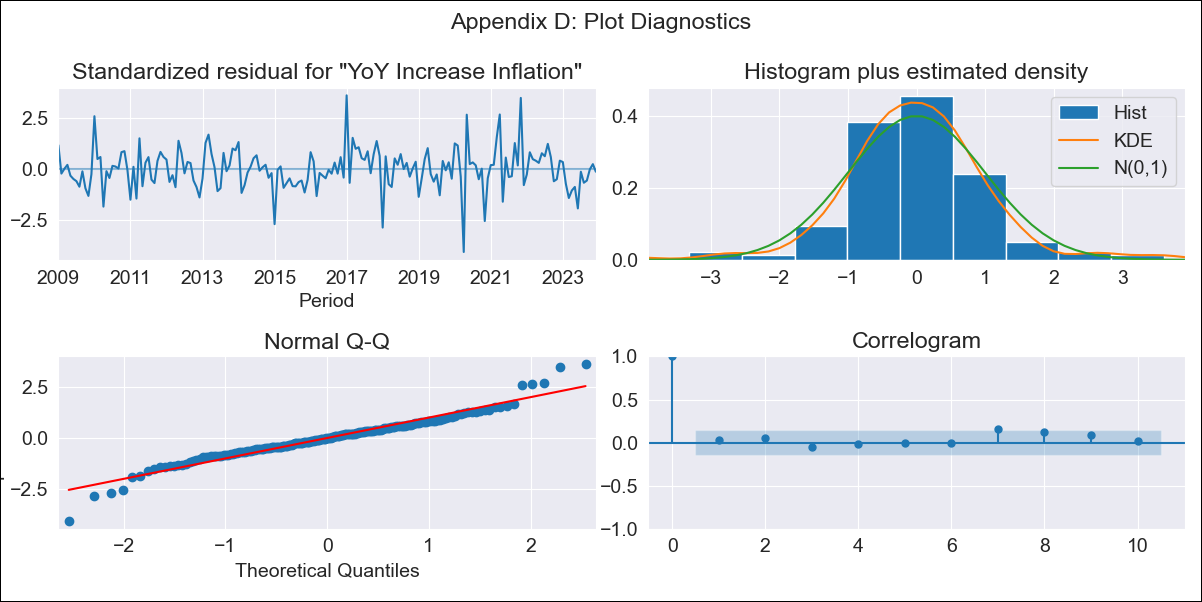 Appendix D: Plot Diagnostics
Standardized residual for "YoY Increase Inflation"
2.5
0.0
−2.5
2009 2011 2013 2015 2017 2019 2021 2023
Period
Histogram plus estimated density
0.4
0.2
0.0
Hist
KDE
N(0,1)
−3 −2 −1 0 1 2 3
Normal Q-Q
2.5
0.0
−2.5
−2 −1 0 1 2
Theoretical Quantiles
Correlogram
1.0
0.5
0.0
−0.5
−1.0
0 2 4 6 8 10